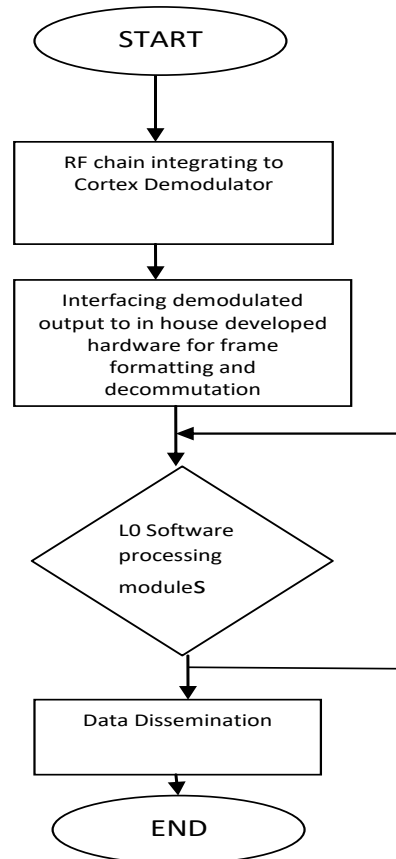 START
RF chain integrating to
Cortex Demodulator
Interfacing demodulated
output to in house developed
hardware for frame
formatting and
decommutation
L0 Software
processing
moduleS
Data Dissemination
END